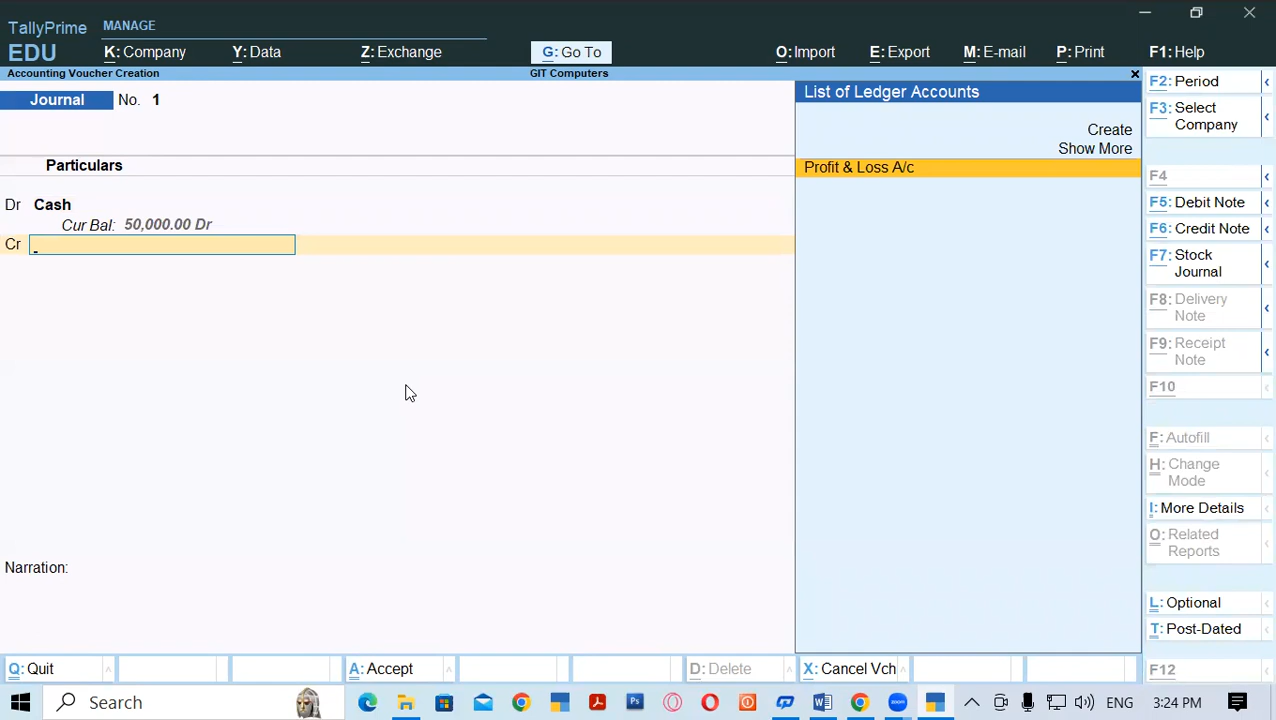 TallyPrime
EDU
MANAGE
K: Company
Y: Data
Z: Exchange
G: Go To
O: Import
E: Export
M: E-mail
P: Print
F1: Help
Accounting Voucher Creation
GIT Computers
Journal No. 1
Particulars
Dr Cash
Cur Bal: 50,000.00 Dr
Cr
Narration:
List of Ledger Accounts
Create
Show More
Profit & Loss A/c
F2: Period
F3: Select
Company
F4
F5: Debit Note
F6: Credit Note
F7: Stock
Journal
F8: Delivery
Note
F9: Receipt
Note
F10
F: Autofill
H: Change
Mode
I: More Details
O: Related
Reports
L: Optional
T: Post-Dated
F12
Q: Quit
A: Accept
D: Delete
X: Cancel Vch
Search
ENG
3:24 PM